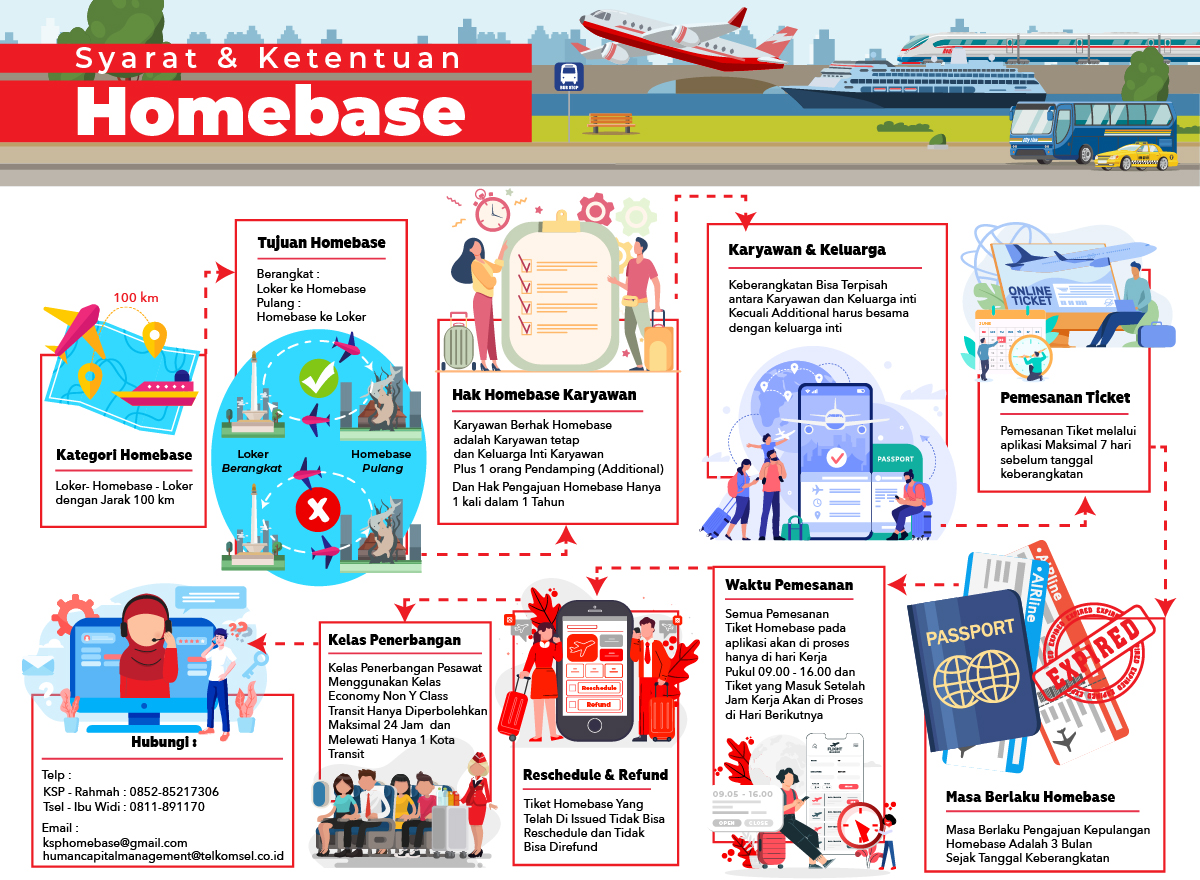 Syarat & Ketentuan
Homebase
BUS STOP
100 km
Kategori Homebase
Loker- Homebase - Loker
dengan Jarak 100 km
Tujuan Homebase
Berangkat :
Loker ke Homebase
Pulang :
Homebase ke Loker
Loker
Berangkat
Homebase
Pulang
Hak Homebase Karyawan
Karyawan Berhak Homebase
adalah Karyawan tetap
dan Keluarga Inti Karyawan
Plus 1 orang Pendamping (Additional)
Dan Hak Pengajuan Homebase Hanya
1 kali dalam 1 Tahun
Karyawan & Keluarga
Keberangkatan Bisa Terpisah
antera Karyawan dan Keluarga inti
Kecuali Additional harus besama
dengan keluarga inti
PASSPORT
ONLINE
TICKET
Pemesanan Ticket
Pemesanan Tiket melalui
aplikasi Maksimal 7 hari
sebelum tanggal
keberangkatan
PASSPORT
AIRline
AIRline
EXPIRED
EXPIRED EXPIRED EXPIRED
Masa Berlaku Homebase
Masa Berlaku Pengajuan Kepulangan
Homebase Adalah 3 Bulan
Sejak Tanggal Keberangkatan
Waktu Pemesanan
Semua Pemesanan
Tiket Homebase pada
aplikasi akan di proses
hanya di hari Kerja
Pukul 09.00 - 16.00 dan
Tiket yang Masuk Setelah
Jam Kerja Akan di Proses
di Hari Berikutnya
FLIGHT
09.05 - 16.00
OPEN
CLOSE
Reschedule
Refund
Reschedule & Refund
Tiket Homebase Yang
Telah Di Issued Tidak Bisa
Reschedule dan Tidak
Bisa Direfund
Kelas Penerbangan
Kelas Penerbangan Pesawat
Menggunakan Kelas
Economy Non Y Class
Transit Hanya Diperbolehkan
Maksimal 24 Jam dan
Melewati Hanya 1 Kota
Transit
Hubungi :
Telp :
KSP - Rahmah : 0852-85217306
Tsel - Ibu Widi : 0811-891170
Email :
ksphomebase@gmail.com
humancapitalmanagement@telkomsel.co.id